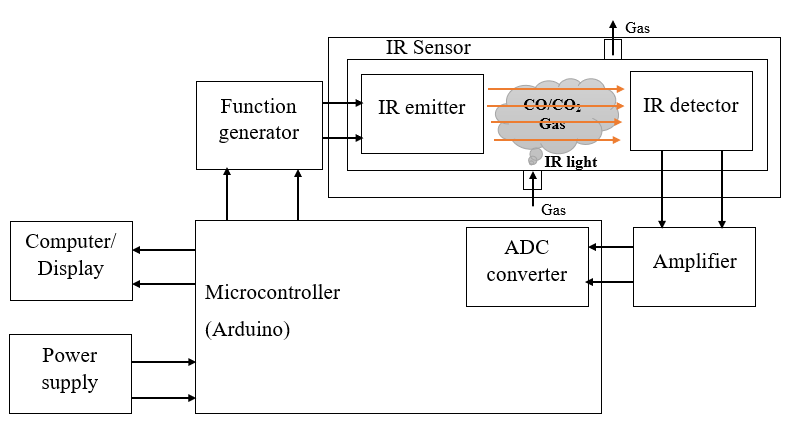 Gas
IR Sensor
Function
generator
IR emitter
CO/CO₂
Gas
IR detector
IR light
Gas
Computer/
Display
Microcontroller
(Arduino)
ADC
converter
Amplifier
Power
supply